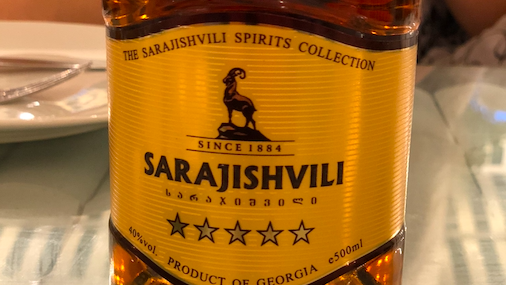 THE SARAJISHVILI SPIRITS COLLECTION
SINCE 1884
SARAJISHVILI
ᲡᲐᲠᲐᲯᲘᲨᲕᲘᲚᲘ
40%vol. PRODUCT OF GEORGIA e500ml